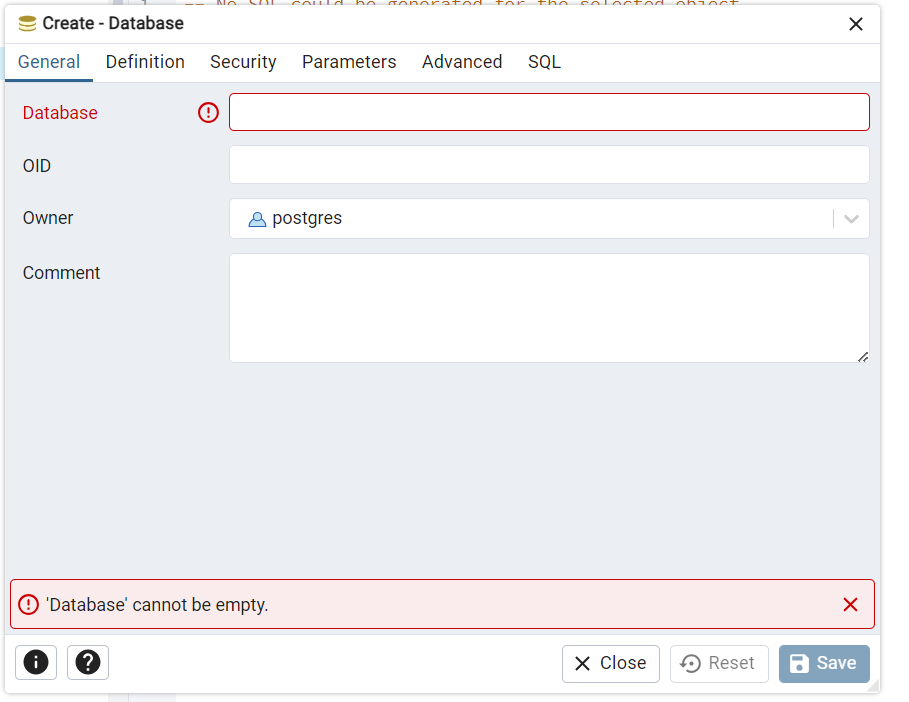 1 -- No SQL could be generated for the selected object
Create - Database
General Definition Security Parameters Advanced SQL
Database
OID
Owner postgres
Comment
'Database' cannot be empty.
Close Reset Save